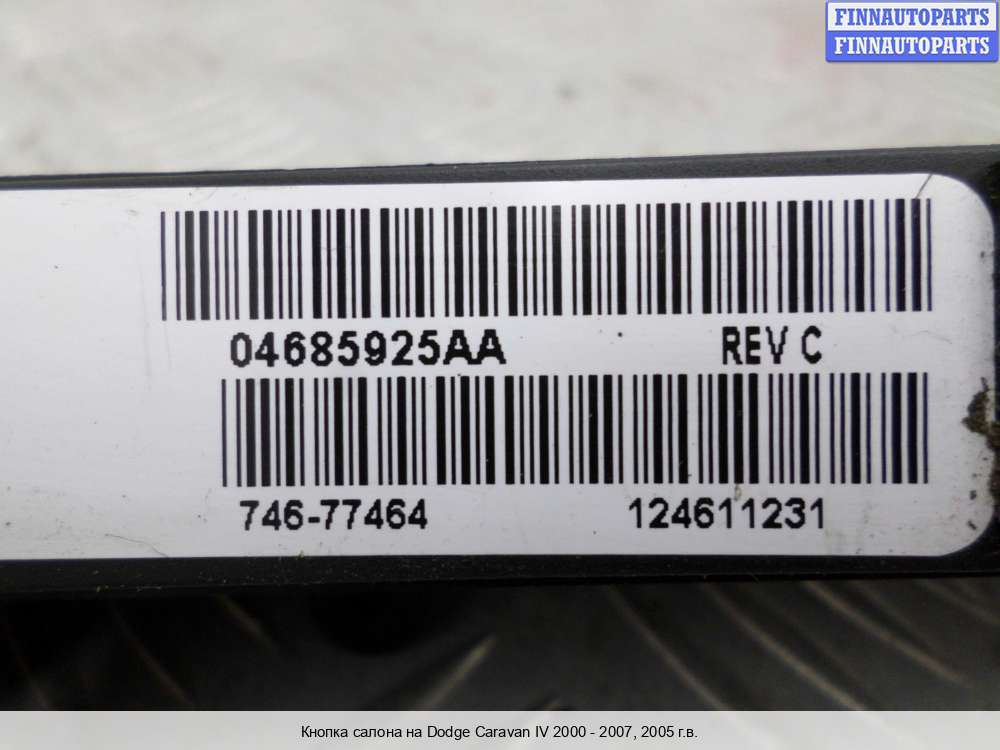 FINNAUTOPARTS
FINNAUTOPARTS
04685925AA REV C
746-77464 124611231
Кнопка салона на Dodge Caravan IV 2000 - 2007, 2005 г.в.